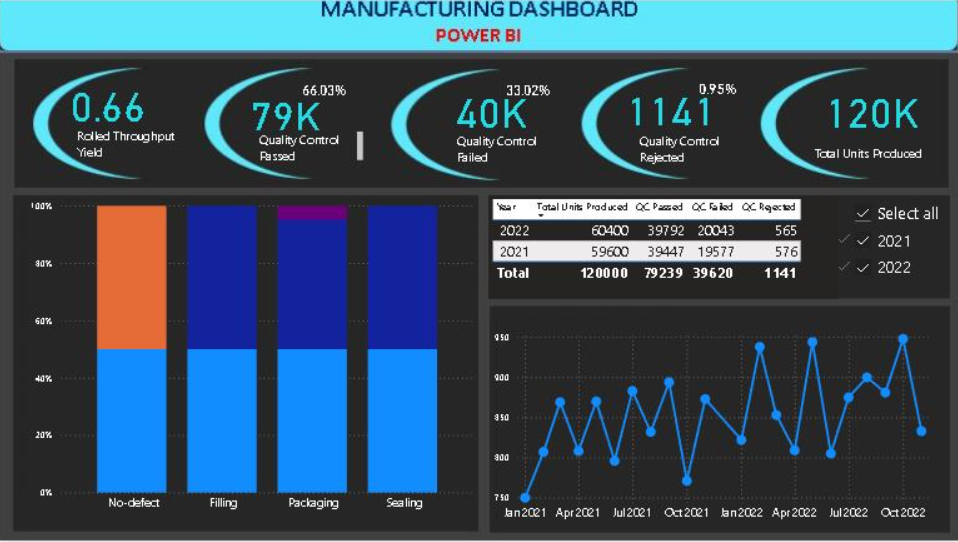 MANUFACTURING DASHBOARD
POWER BI
0.66
Rolled Throughput
Yield
66.03%
79K
Quality Control
Passed
33.02%
40K
Quality Control
Failed
0.95%
1141
Quality Control
Rejected
120K
Total Units Produced
100%
80%
60%
40%
20%
0%
No-defect Filling Packaging Sealing
Year Total Units Produced QC Passed QC Failed QC Rejected
2022 60400 39792 20043 565
2021 59600 39447 19577 576
Total 120000 79239 39620 1141
Select all
2021
2022
950
900
850
800
750
Jan 2021 Apr 2021 Jul 2021 Oct 2021 Jan 2022 Apr 2022 Jul 2022 Oct 2022